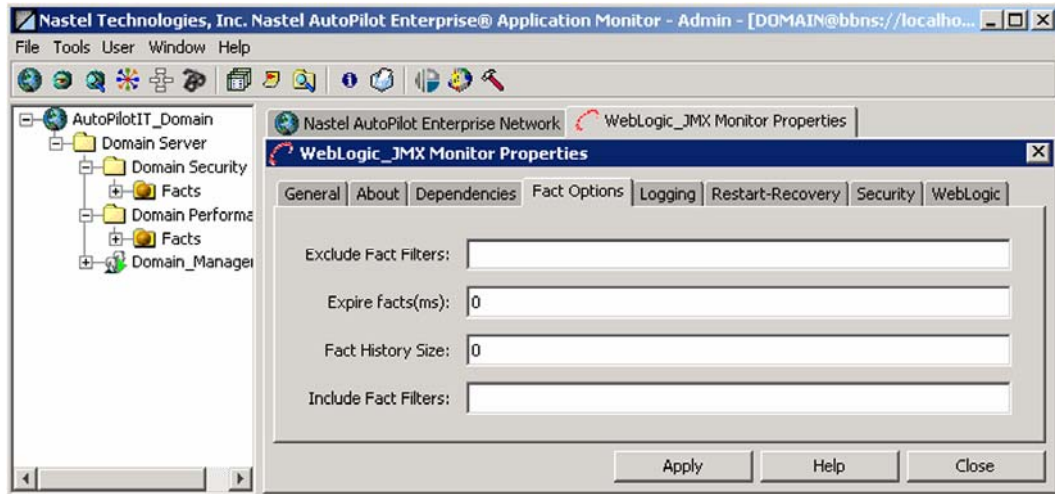 Nastel Technologies, Inc. Nastel AutoPilot Enterprise® Application Monitor - Admin - [DOMAIN@bbns://localho...
File Tools User Window Help
AutoPilotIT_Domain
Domain Server
Domain Security
Facts
Domain Performa
Facts
Domain_Manager
Nastel AutoPilot Enterprise Network
WebLogic_JMX Monitor Properties
WebLogic_JMX Monitor Properties
General About Dependencies Fact Options Logging Restart-Recovery Security WebLogic
Exclude Fact Filters:
Expire facts(ms): 0
Fact History Size: 0
Include Fact Filters:
Apply Help Close